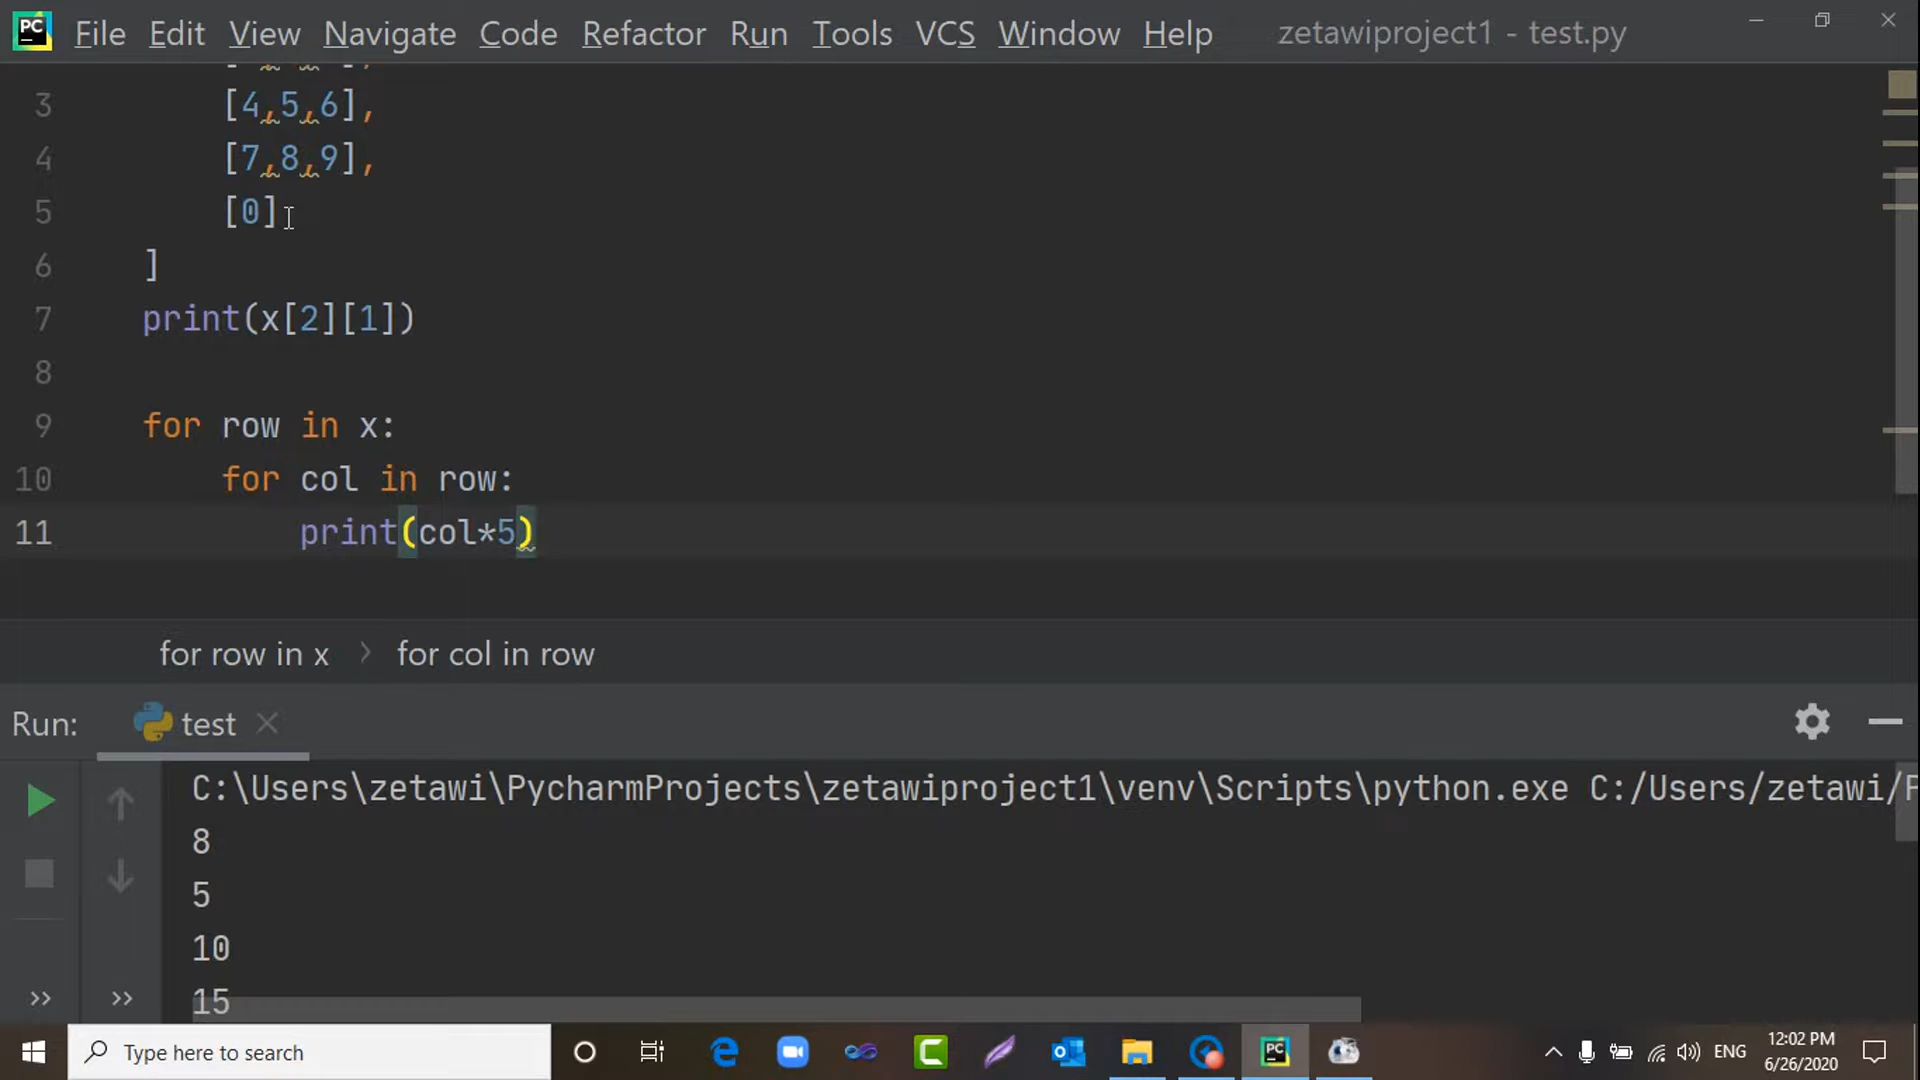 PC File Edit View Navigate Code Refactor Run Tools VCS Window Help zetawiproject1 - test.py
3 [4,5,6],
4 [7,8,9],
5 [0]
6 ]
7 print(x[2][1])
8
9 for row in x:
10 for col in row:
11 print(col*5)
for row in x › for col in row
Run: test
C:\Users\zetawi\PycharmProjects\zetawiproject1\venv\Scripts\python.exe C:/Users/zetawi/
8
5
10
15
Type here to search
ENG
12:02 PM
6/26/2020